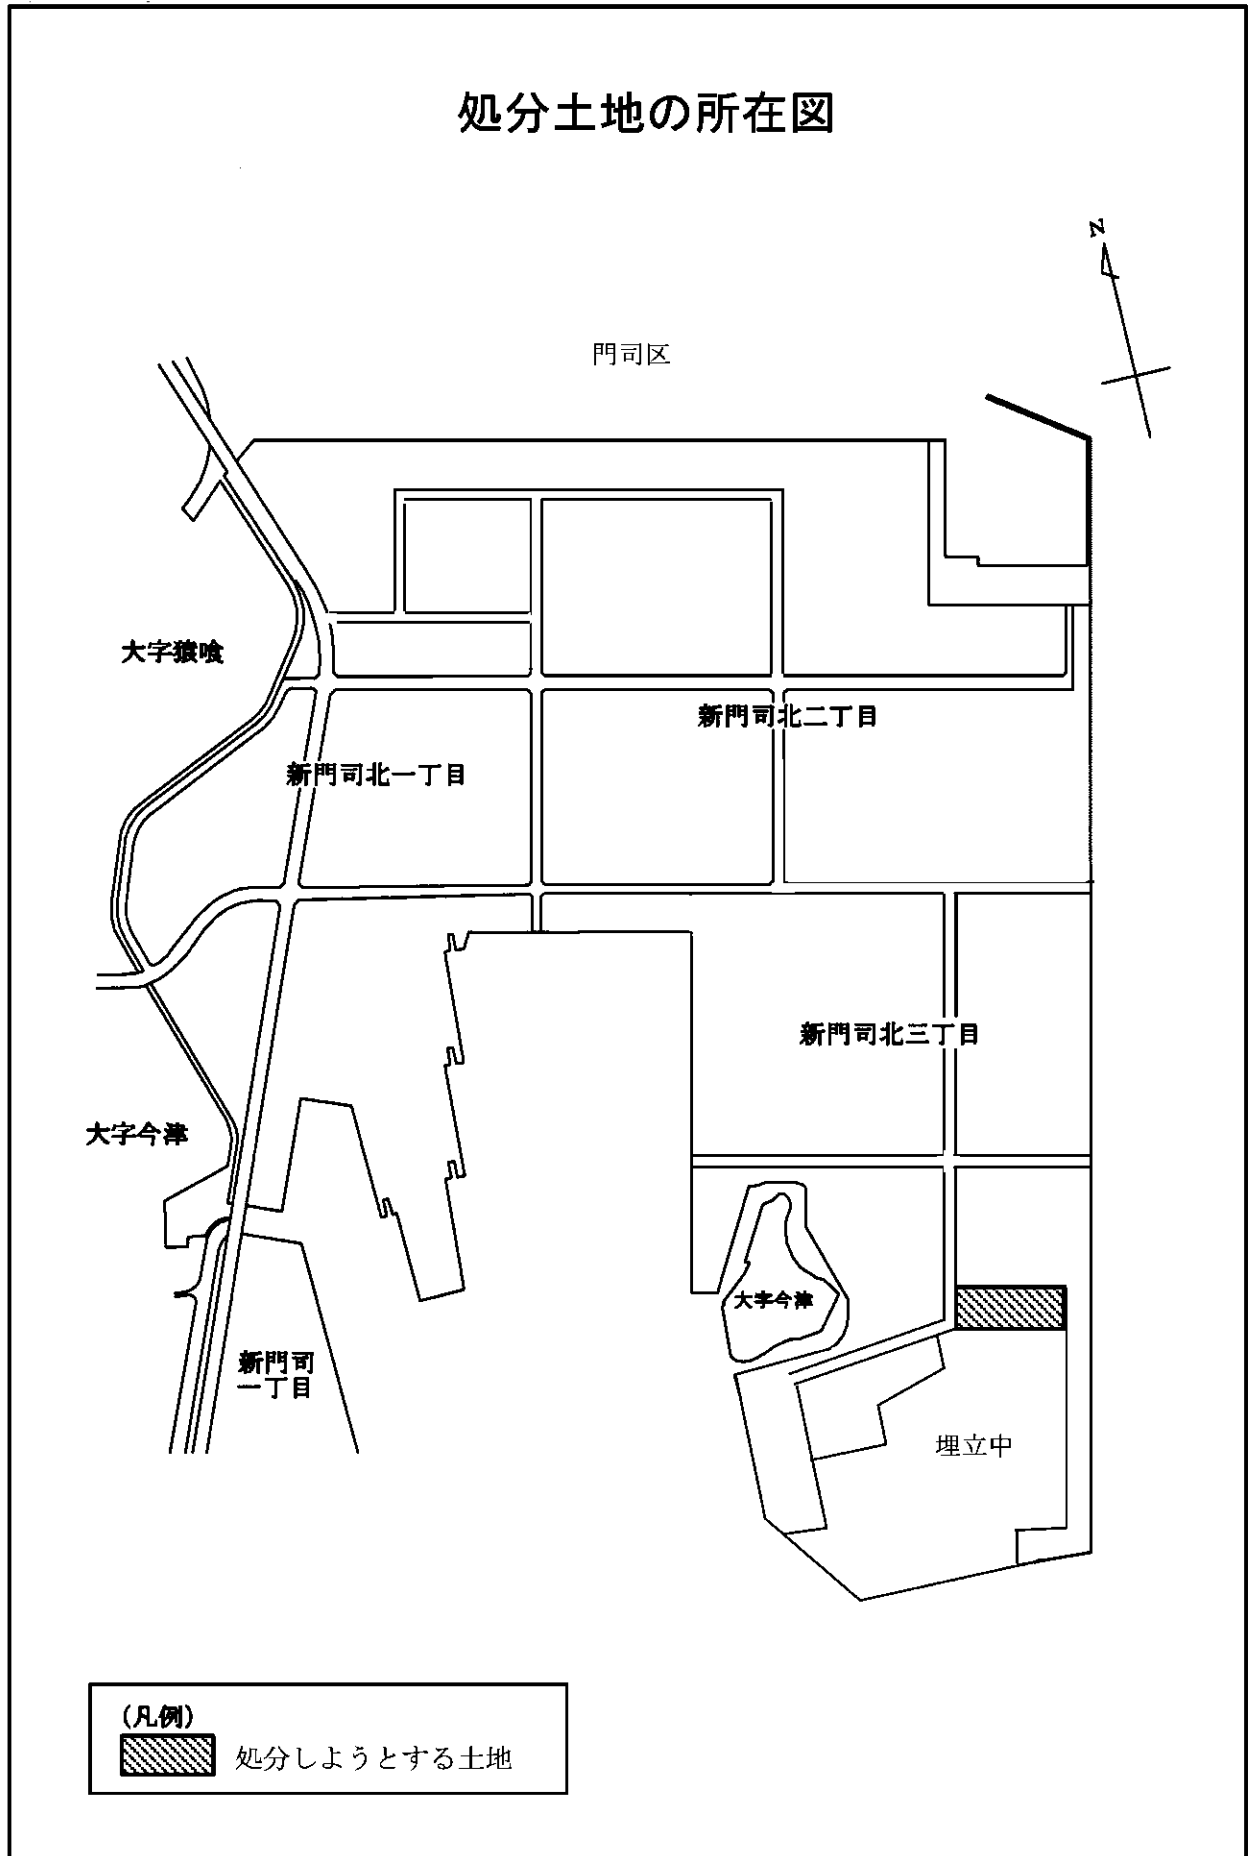 処分土地の所在図
N
門司区
大字猿喰
新門司北二丁目
新門司北一丁目
新門司北三丁目
大字今津
大字今津
新門司
一丁目
埋立中
(凡例)
処分しようとする土地